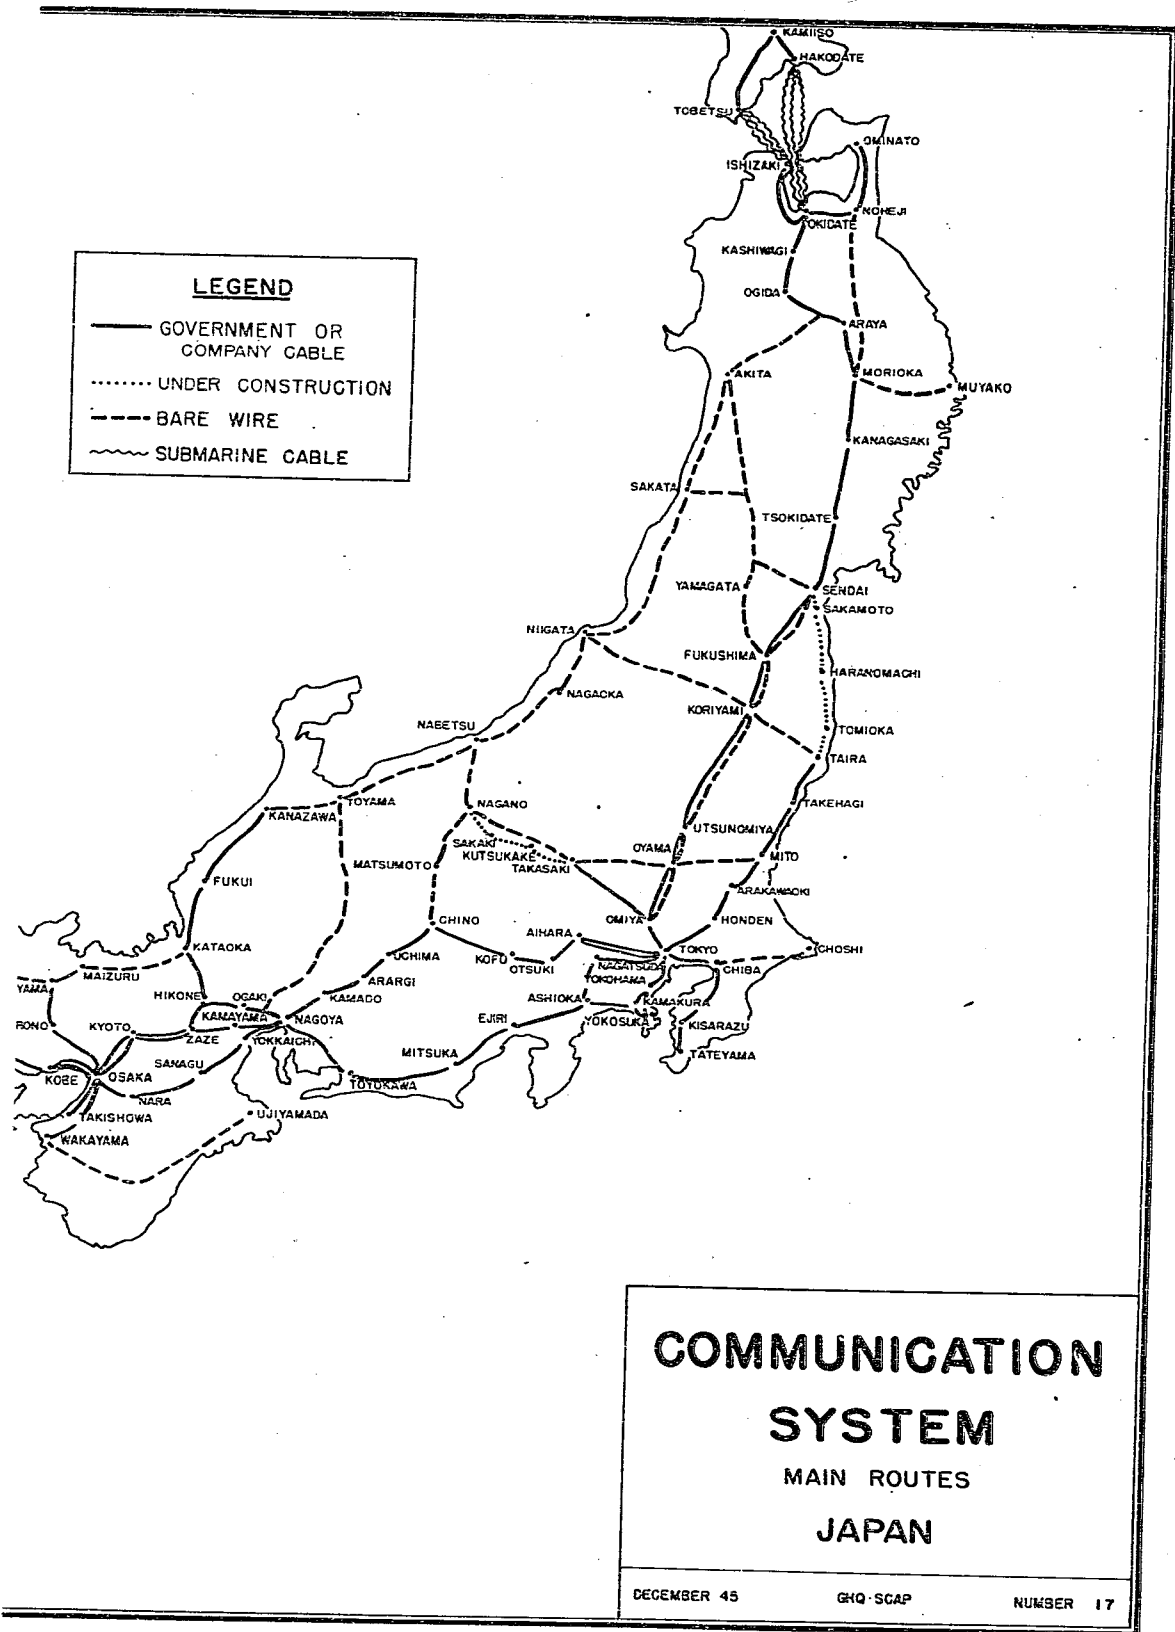 KAMIISO
HAKODATE
TOBETSU
OMINATO
ISHIZAKI
NOHEJI
OKIDATE
KASHIWAGI
OGIDA
ARAYA
AKITA
MORIOKA
MUYAKO
KANAGASAKI
SAKATA
TSOKIDATE
YAMAGATA
SENDAI
SAKAMOTO
NIIGATA
FUKUSHIMA
HARANOMACHI
NAGAOKA
KORIYAMI
NABETSU
TOMIOKA
TAIRA
TOYAMA
NAGANO
TAKEHAGI
KANAZAWA
UTSUNOMIYA
SAKAKI
KUTSUKAKE
OYAMA
MITO
MATSUMOTO
TAKASAKI
FUKUI
ARAKAWAOKI
CHINO
OMIYA
HONDEN
AIHARA
KATAOKA
UCHIMA
KOFU
OTSUKI
TOKYO
CHOSHI
NAGATSUDA
CHIBA
MAIZURU
YAMA
ARARGI
YOKOHAMA
HIKONE
OGAKI
KAMADO
ASHIOKA
KAMAKURA
KAMAYAMA
NAGOYA
EJIRI
YOKOSUKA
KISARAZU
BONO
KYOTO
ZAZE
YOKKAICHI
MITSUKA
TATEYAMA
SANAGU
KOBE
OSAKA
TOYOKAWA
NARA
TAKISHOWA
UJIYAMADA
WAKAYAMA
LEGEND
GOVERNMENT OR
COMPANY CABLE
UNDER CONSTRUCTION
BARE WIRE
SUBMARINE CABLE
COMMUNICATION
SYSTEM
MAIN ROUTES
JAPAN
DECEMBER 45 GHQ-SCAP NUMBER 17